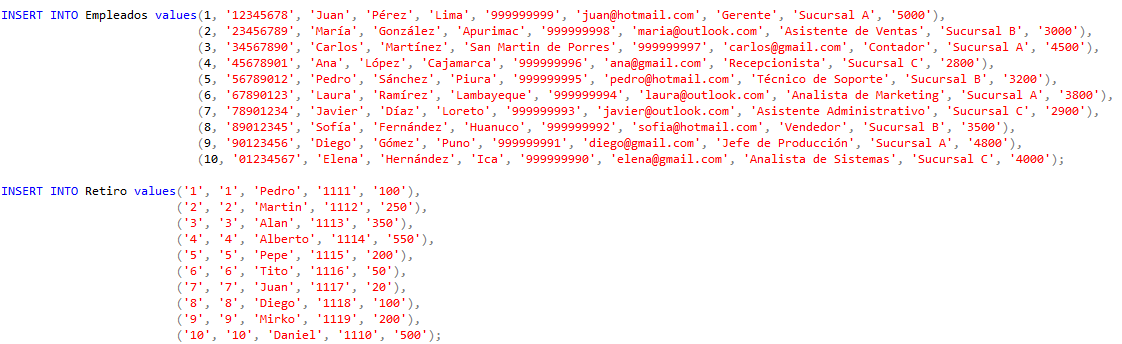 INSERT INTO Empleados values(1, '12345678', 'Juan', 'Pérez', 'Lima', '999999999', 'juan@hotmail.com', 'Gerente', 'Sucursal A', '5000'),
(2, '23456789', 'María', 'González', 'Apurimac', '999999998', 'maria@outlook.com', 'Asistente de Ventas', 'Sucursal B', '3000'),
(3, '34567890', 'Carlos', 'Martínez', 'San Martin de Porres', '999999997', 'carlos@gmail.com', 'Contador', 'Sucursal A', '4500'),
(4, '45678901', 'Ana', 'López', 'Cajamarca', '999999996', 'ana@gmail.com', 'Recepcionista', 'Sucursal C', '2800'),
(5, '56789012', 'Pedro', 'Sánchez', 'Piura', '999999995', 'pedro@hotmail.com', 'Técnico de Soporte', 'Sucursal B', '3200'),
(6, '67890123', 'Laura', 'Ramírez', 'Lambayeque', '999999994', 'laura@outlook.com', 'Analista de Marketing', 'Sucursal A', '3800'),
(7, '78901234', 'Javier', 'Díaz', 'Loreto', '999999993', 'javier@outlook.com', 'Asistente Administrativo', 'Sucursal C', '2900'),
(8, '89012345', 'Sofía', 'Fernández', 'Huanuco', '999999992', 'sofia@hotmail.com', 'Vendedor', 'Sucursal B', '3500'),
(9, '90123456', 'Diego', 'Gómez', 'Puno', '999999991', 'diego@gmail.com', 'Jefe de Producción', 'Sucursal A', '4800'),
(10, '01234567', 'Elena', 'Hernández', 'Ica', '999999990', 'elena@gmail.com', 'Analista de Sistemas', 'Sucursal C', '4000');
INSERT INTO Retiro values('1', '1', 'Pedro', '1111', '100'),
('2', '2', 'Martin', '1112', '250'),
('3', '3', 'Alan', '1113', '350'),
('4', '4', 'Alberto', '1114', '550'),
('5', '5', 'Pepe', '1115', '200'),
('6', '6', 'Tito', '1116', '50'),
('7', '7', 'Juan', '1117', '20'),
('8', '8', 'Diego', '1118', '100'),
('9', '9', 'Mirko', '1119', '200'),
('10', '10', 'Daniel', '1110', '500');